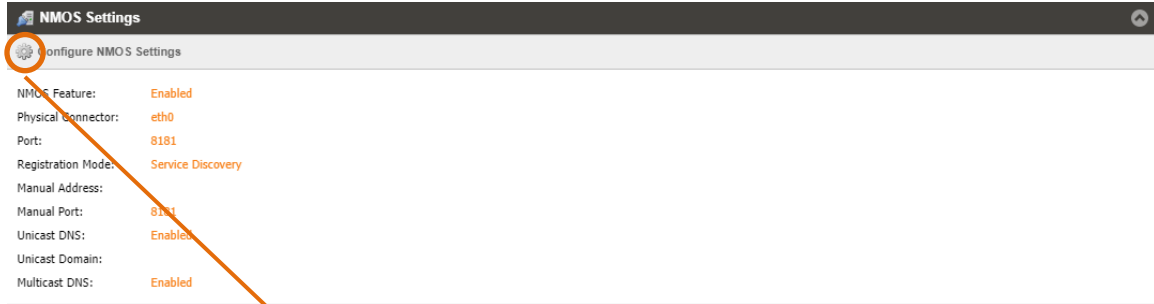 NMOS Settings
Configure NMOS Settings
NMOS Feature: Enabled
Physical Connector: eth0
Port: 8181
Registration Mode: Service Discovery
Manual Address:
Manual Port: 8181
Unicast DNS: Enabled
Unicast Domain:
Multicast DNS: Enabled